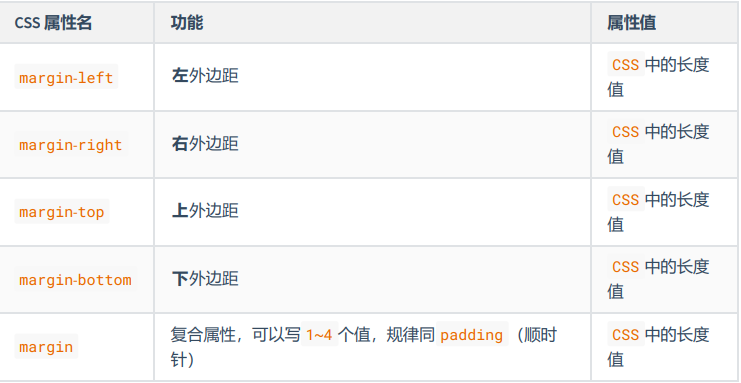 CSS 属性名 功能 属性值
margin-left 左外边距 CSS 中的长度
值
margin-right 右外边距 CSS 中的长度
值
margin-top 上外边距 CSS 中的长度
值
margin-bottom 下外边距 CSS 中的长度
值
margin 复合属性，可以写 1~4 个值，规律同 padding （顺时
针） CSS 中的长度
值